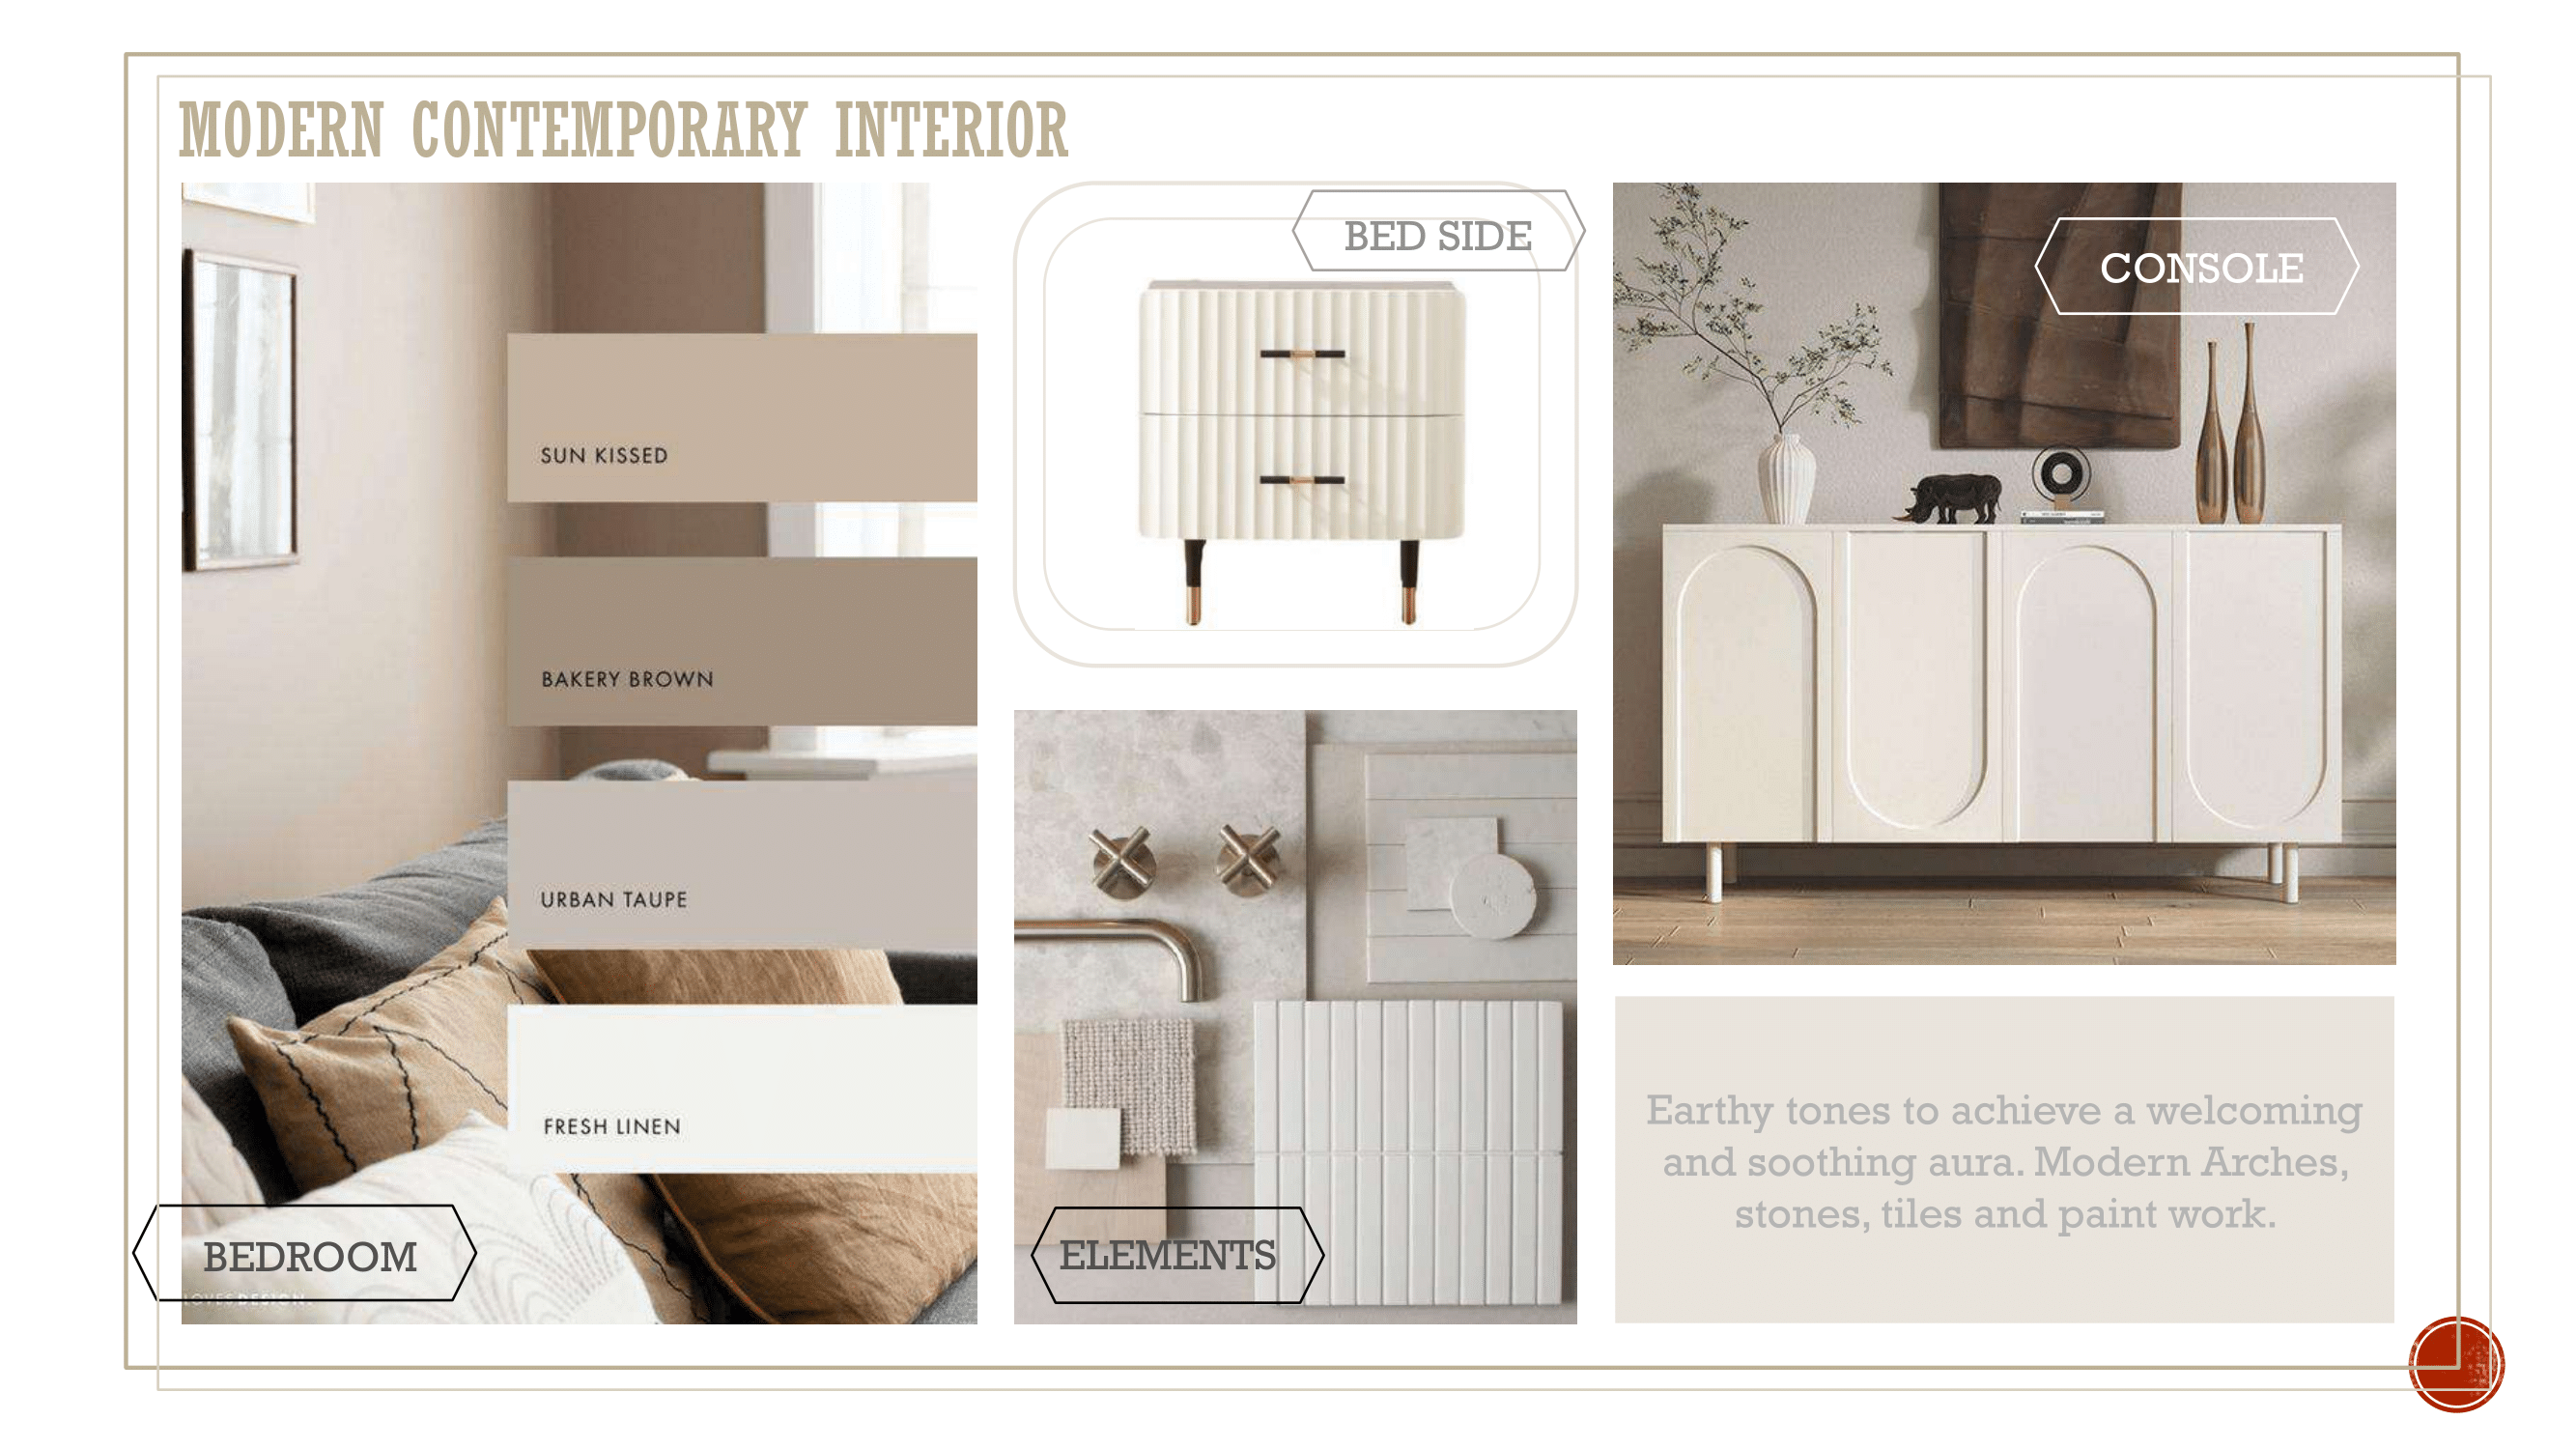 MODERN CONTEMPORARY INTERIOR
SUN KISSED
BAKERY BROWN
URBAN TAUPE
FRESH LINEN
BEDROOM
BED SIDE
ELEMENTS
CONSOLE
Earthy tones to achieve a welcoming
and soothing aura. Modern Arches,
stones, tiles and paint work.